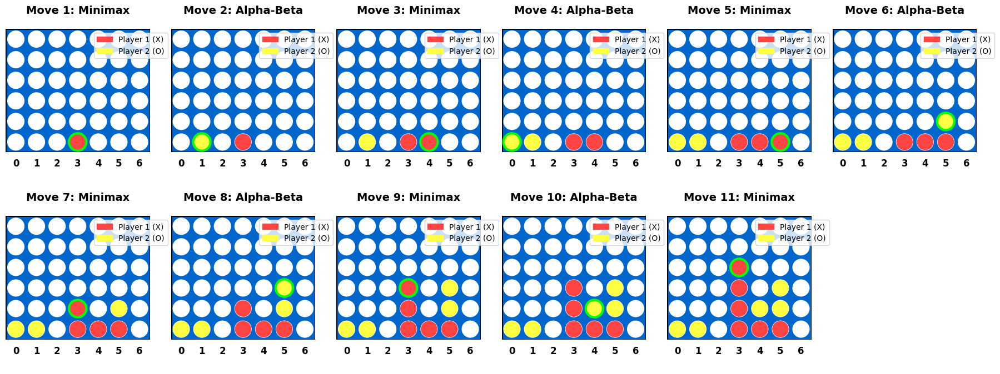 Move 1: Minimax
Player 1 (X)
Player 2 (O)
0 1 2 3 4 5 6
Move 2: Alpha-Beta
Player 1 (X)
Player 2 (O)
0 1 2 3 4 5 6
Move 3: Minimax
Player 1 (X)
Player 2 (O)
0 1 2 3 4 5 6
Move 4: Alpha-Beta
Player 1 (X)
Player 2 (O)
0 1 2 3 4 5 6
Move 5: Minimax
Player 1 (X)
Player 2 (O)
0 1 2 3 4 5 6
Move 6: Alpha-Beta
Player 1 (X)
Player 2 (O)
0 1 2 3 4 5 6
Move 7: Minimax
Player 1 (X)
Player 2 (O)
0 1 2 3 4 5 6
Move 8: Alpha-Beta
Player 1 (X)
Player 2 (O)
0 1 2 3 4 5 6
Move 9: Minimax
Player 1 (X)
Player 2 (O)
0 1 2 3 4 5 6
Move 10: Alpha-Beta
Player 1 (X)
Player 2 (O)
0 1 2 3 4 5 6
Move 11: Minimax
Player 1 (X)
Player 2 (O)
0 1 2 3 4 5 6